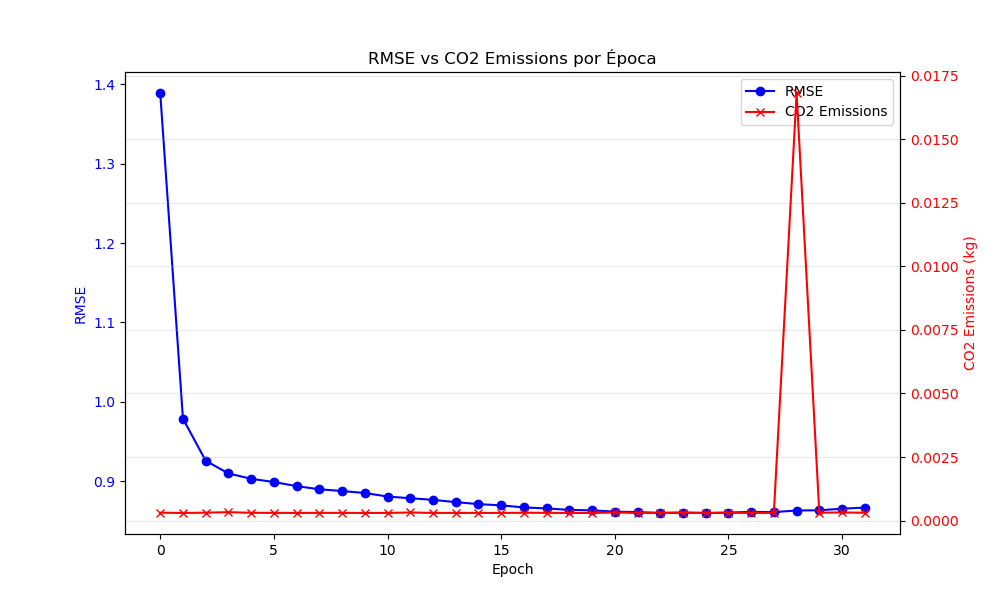 RMSE vs CO2 Emissions por Época
1.4
1.3
1.2
1.1
1.0
0.9
RMSE
RMSE
CO2 Emissions
0.0175
0.0150
0.0125
0.0100
0.0075
0.0050
0.0025
0.0000
CO2 Emissions (kg)
0 5 10 15 20 25 30
Epoch